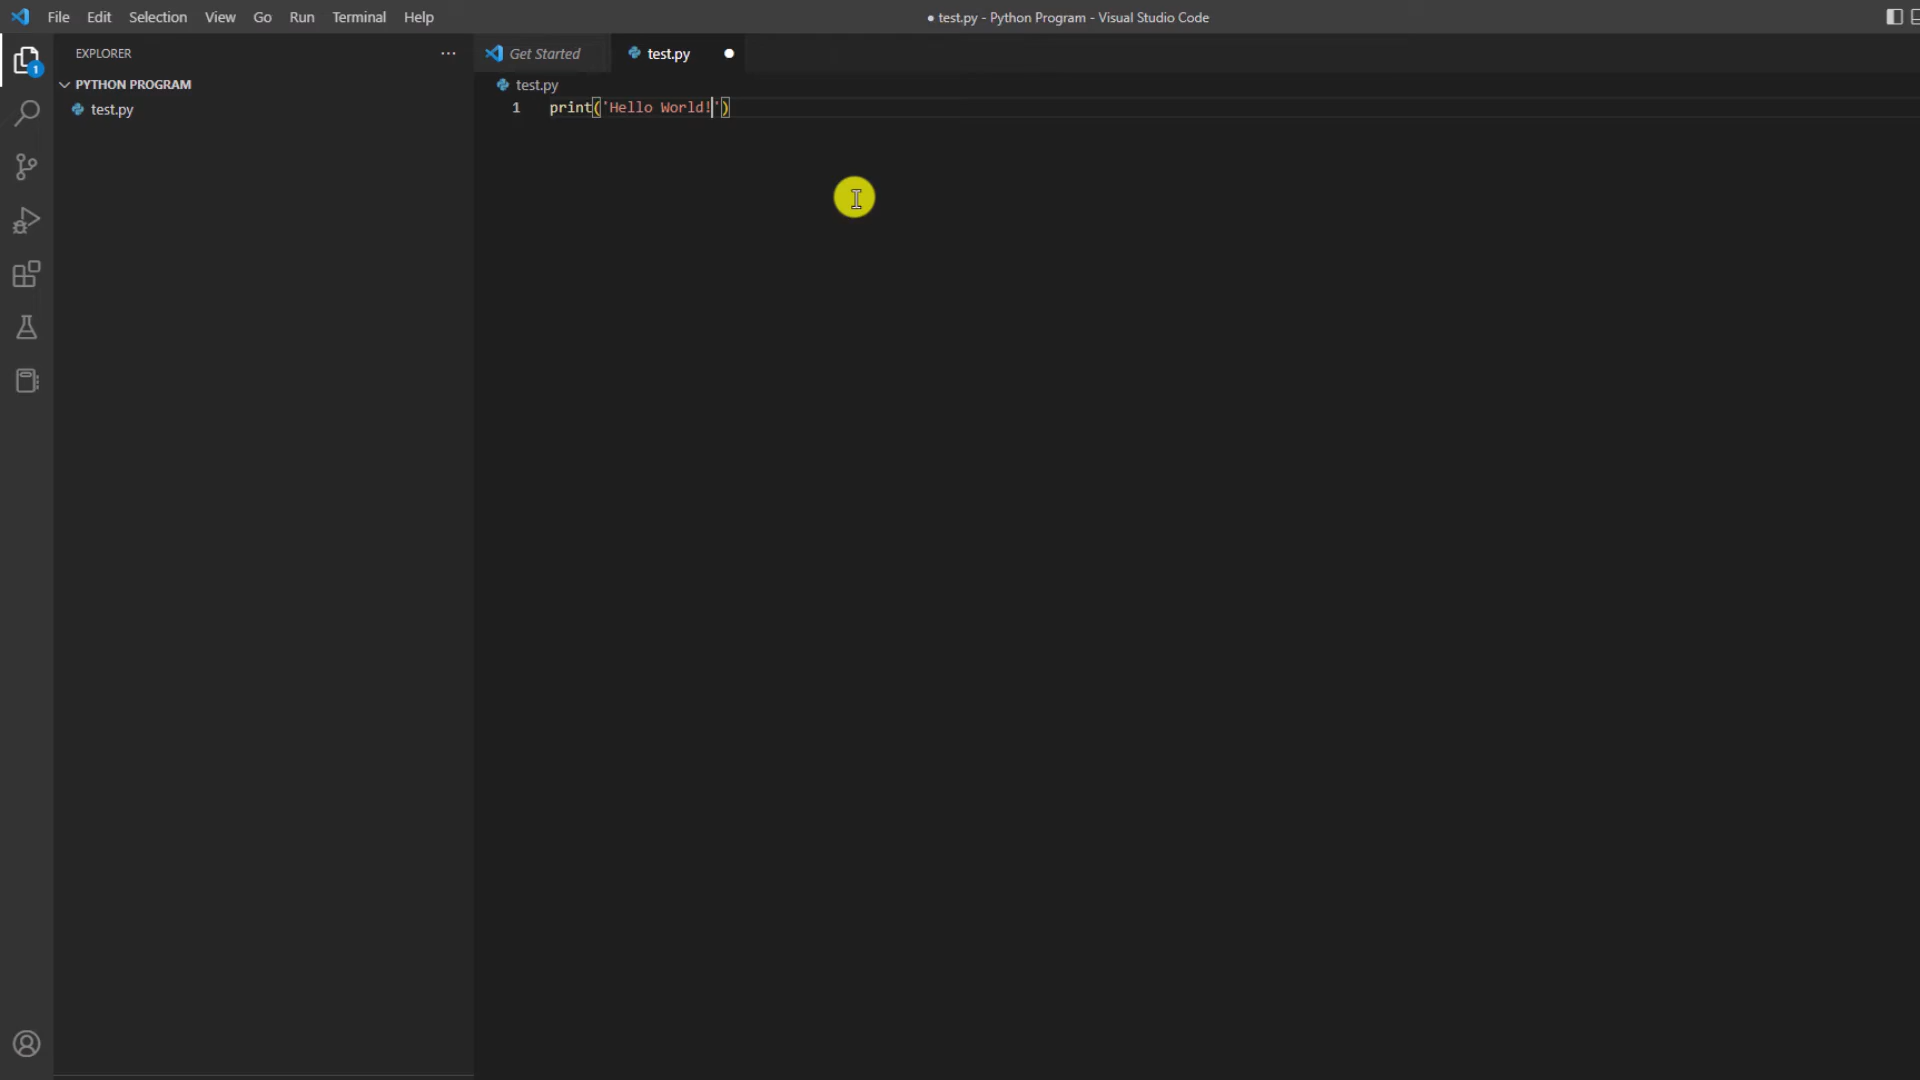 File Edit Selection View Go Run Terminal Help
● test.py - Python Program - Visual Studio Code
EXPLORER
Get Started
test.py
1
PYTHON PROGRAM
test.py
test.py
1 print('Hello World!')